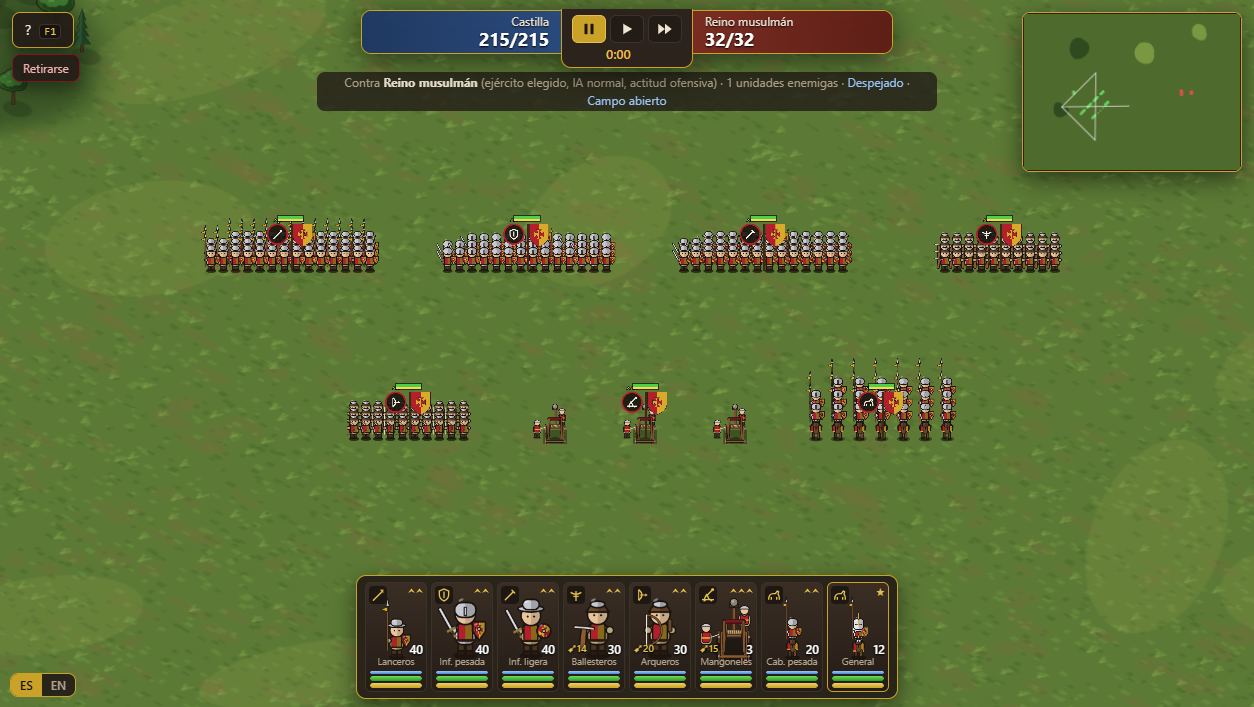 ? F1
Retirarse
Castilla
215/215
0:00
Reino musulmán
32/32
Contra Reino musulmán (ejército elegido, IA normal, actitud ofensiva) · 1 unidades enemigas · Despejado ·
Campo abierto
40
Lanceros
40
Inf. pesada
40
Inf. ligera
14
30
Ballesteros
20
30
Arqueros
15
3
Mangoneles
20
Cab. pesada
12
General
ES EN